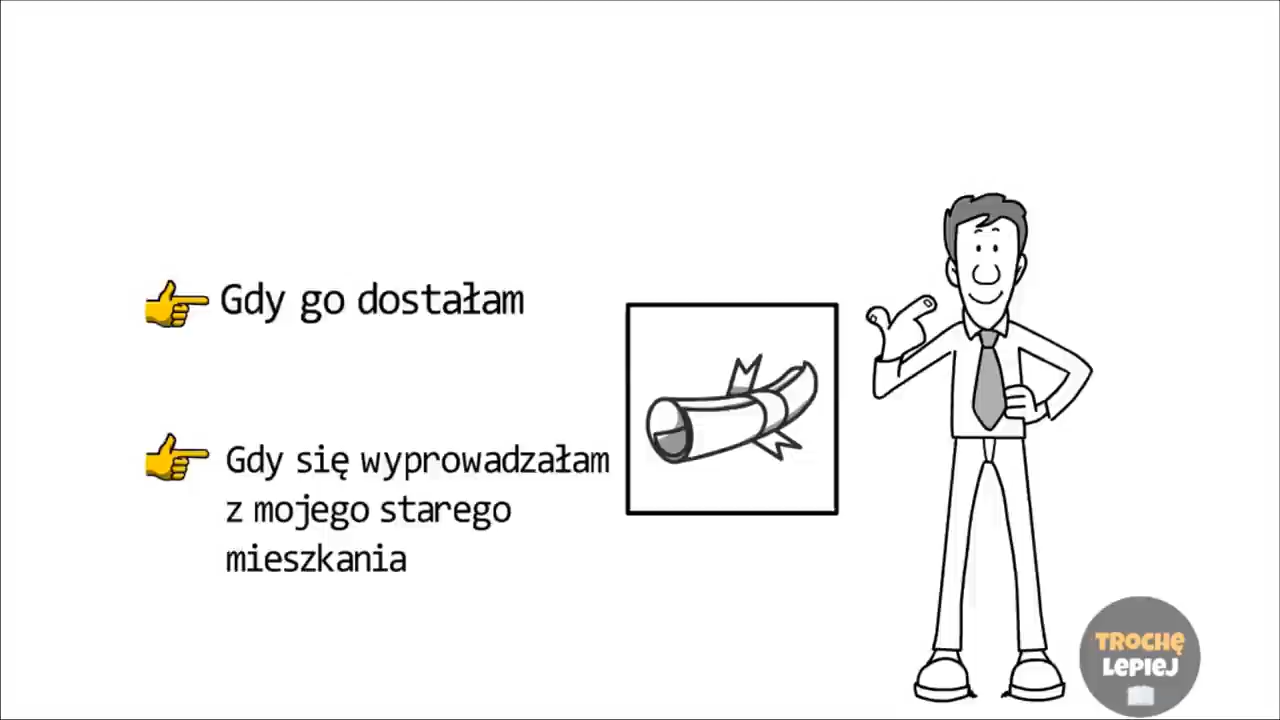 Gdy go dostałam
Gdy się wyprowadzałam
z mojego starego
mieszkania
TROCHĘ
LEPIEJ